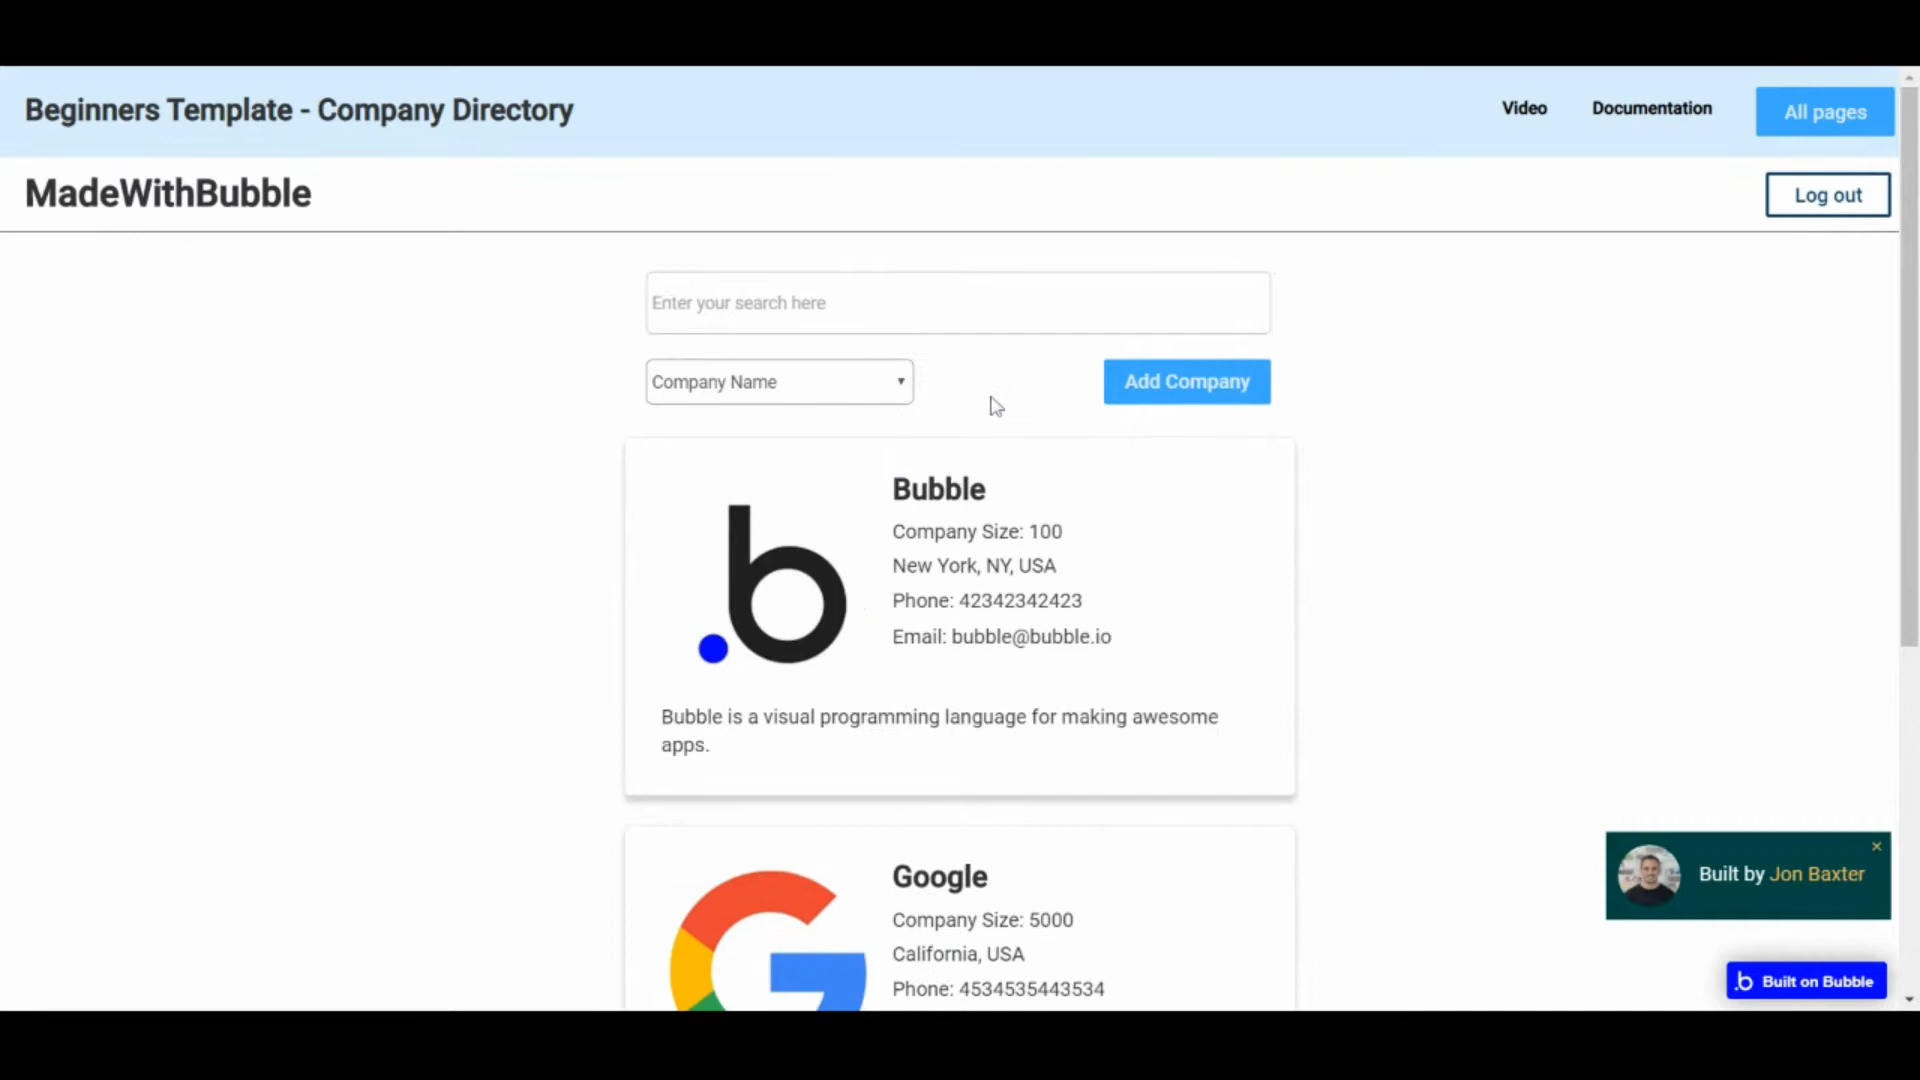 Beginners Template - Company Directory
Video
Documentation
All pages
MadeWithBubble
Log out
Enter your search here
Company Name
Add Company
Bubble
Company Size: 100
New York, NY, USA
Phone: 42342342423
Email: bubble@bubble.io
Bubble is a visual programming language for making awesome
apps.
Google
Company Size: 5000
California, USA
Phone: 4534535443534
Built by Jon Baxter
Built on Bubble